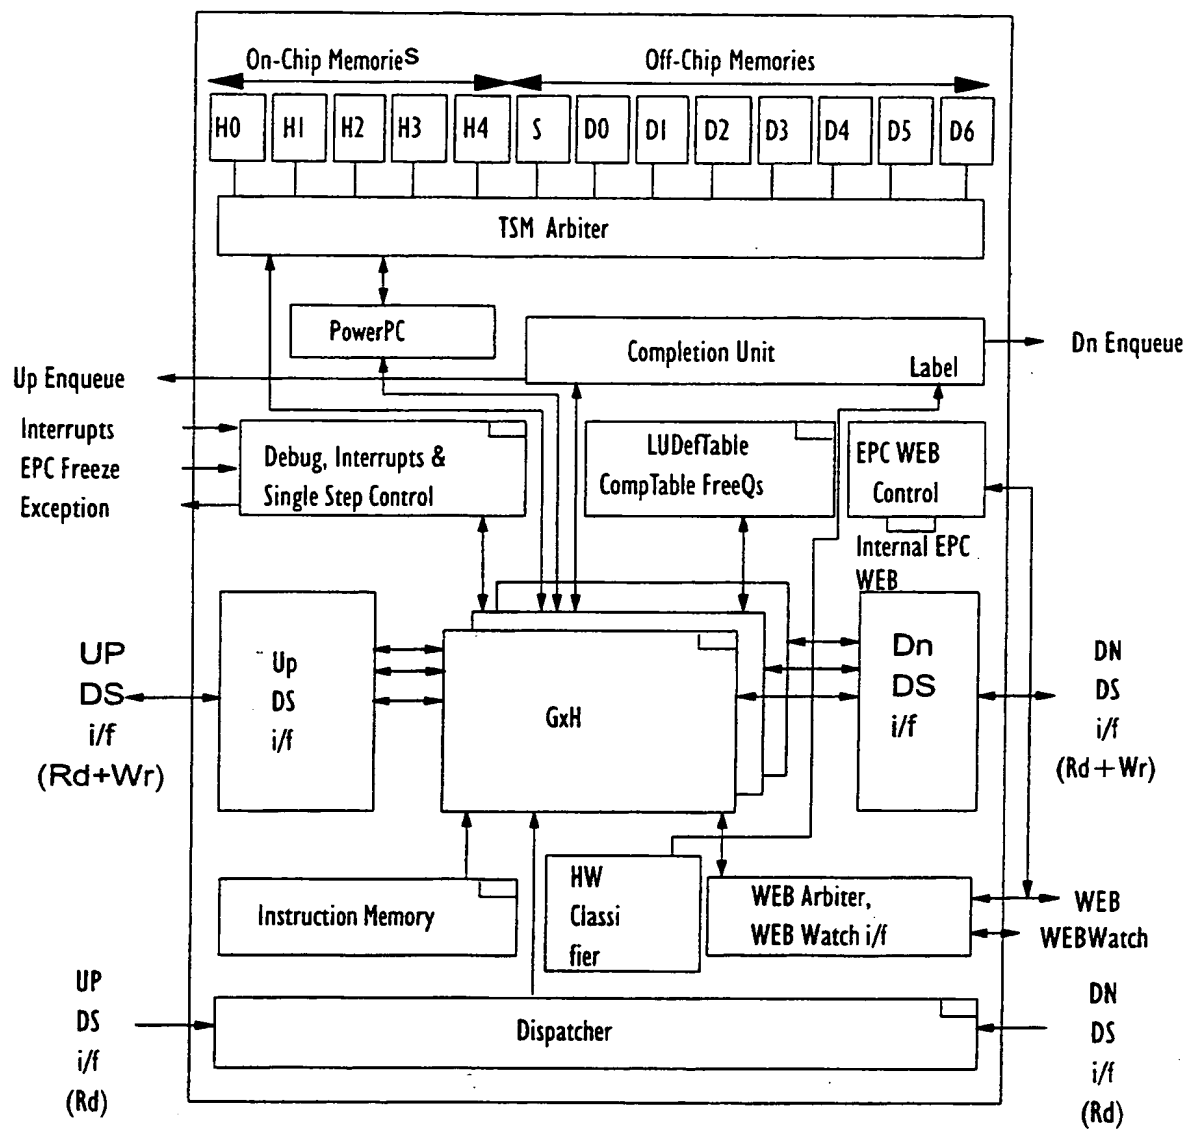 On-Chip MemorieS
Off-Chip Memories
H0 H1 H2 H3 H4 S D0 D1 D2 D3 D4 D5 D6
TSM Arbiter
PowerPC
Completion Unit
Label
Dn Enqueue
Up Enqueue
Interrupts
EPC Freeze
Exception
Debug, Interrupts &
Single Step Control
LUDefTable
CompTable FreeQs
EPC WEB
Control
Internal EPC
WEB
UP
DS
i/f
(Rd+Wr)
Up
DS
i/f
GxH
Dn
DS
i/f
DN
DS
i/f
(Rd+Wr)
Instruction Memory
HW
Classi
fier
WEB Arbiter,
WEB Watch i/f
WEB
WEBWatch
UP
DS
i/f
(Rd)
Dispatcher
DN
DS
i/f
(Rd)